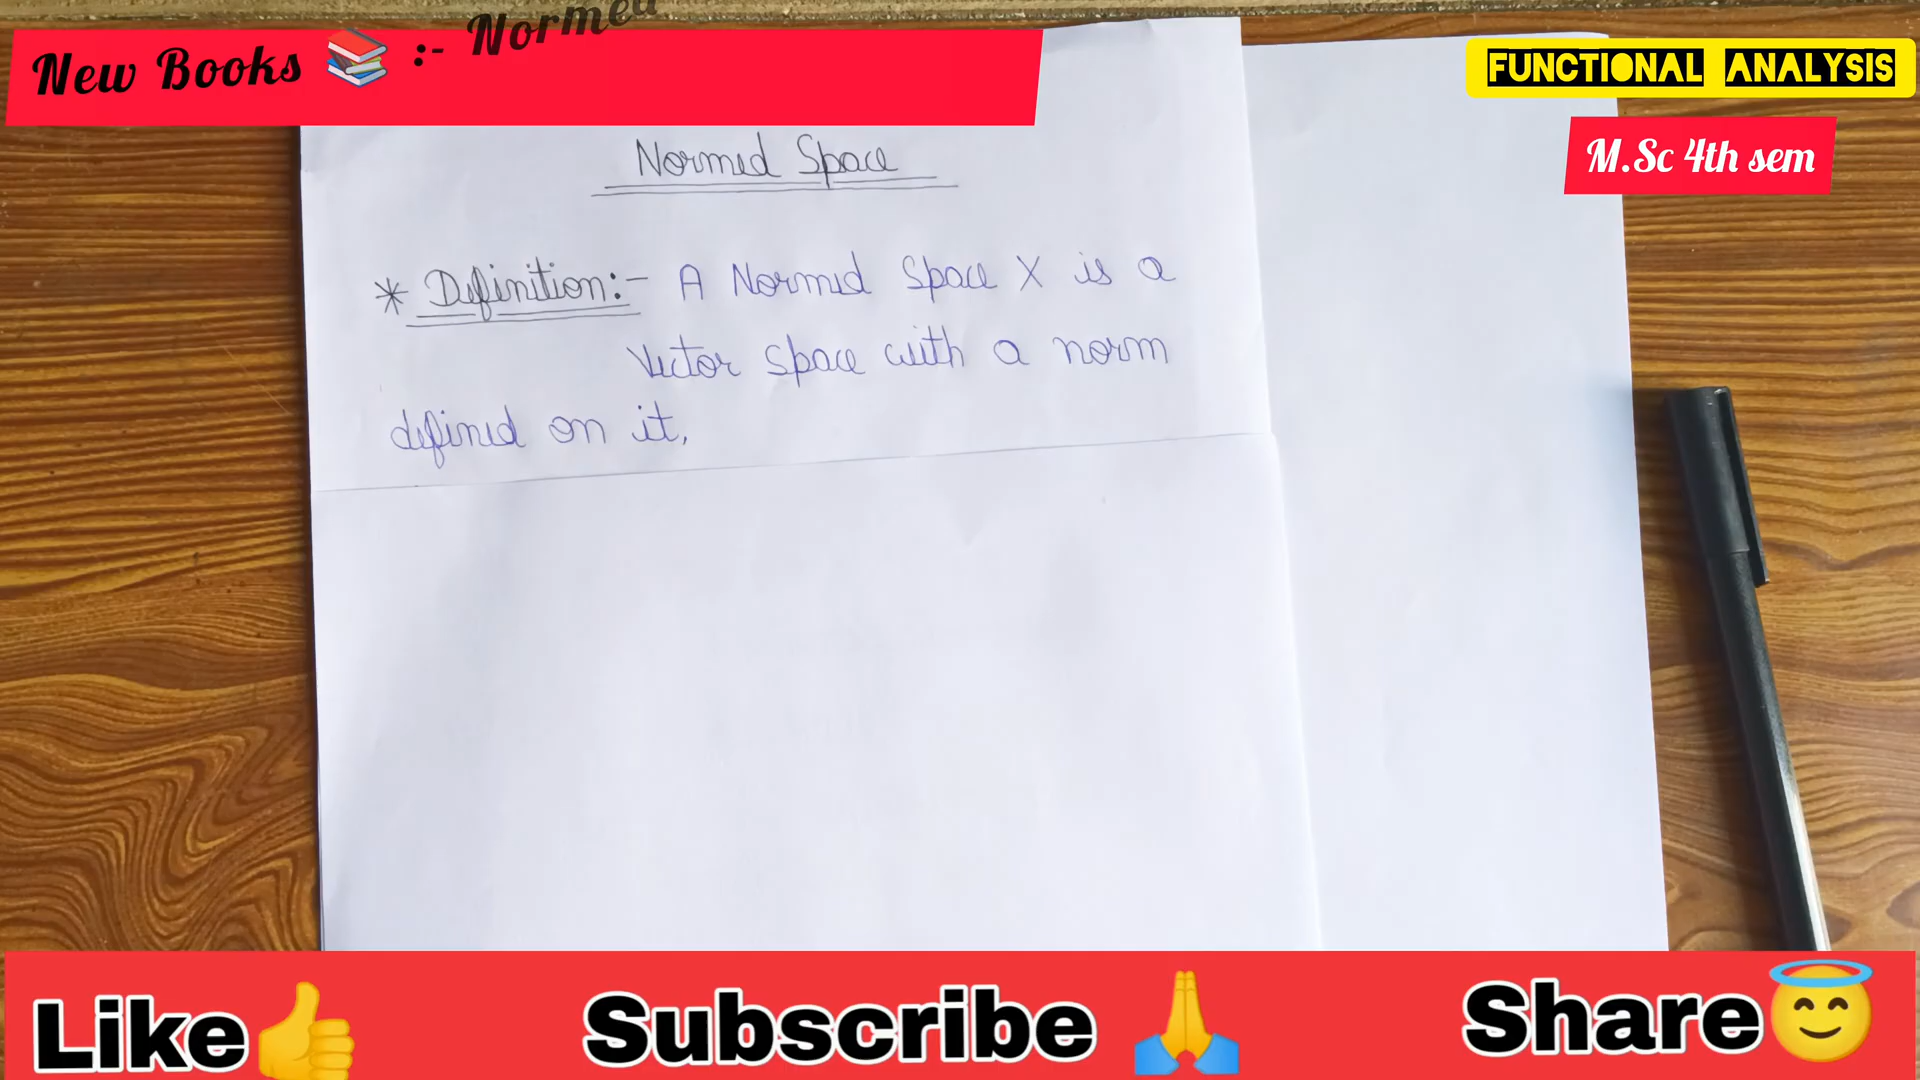 New Books 📚 :- Normed
FUNCTIONAL ANALYSIS
M.Sc 4th sem
Normed Space
* Definition:- A Normed Space X is a
Vector space with a norm
defined on it,
Like👍 Subscribe 🙏 Share😇